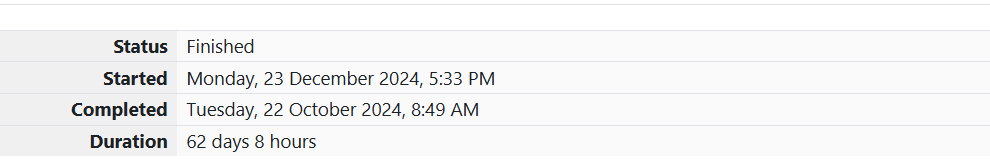 Status Finished
Started Monday, 23 December 2024, 5:33 PM
Completed Tuesday, 22 October 2024, 8:49 AM
Duration 62 days 8 hours